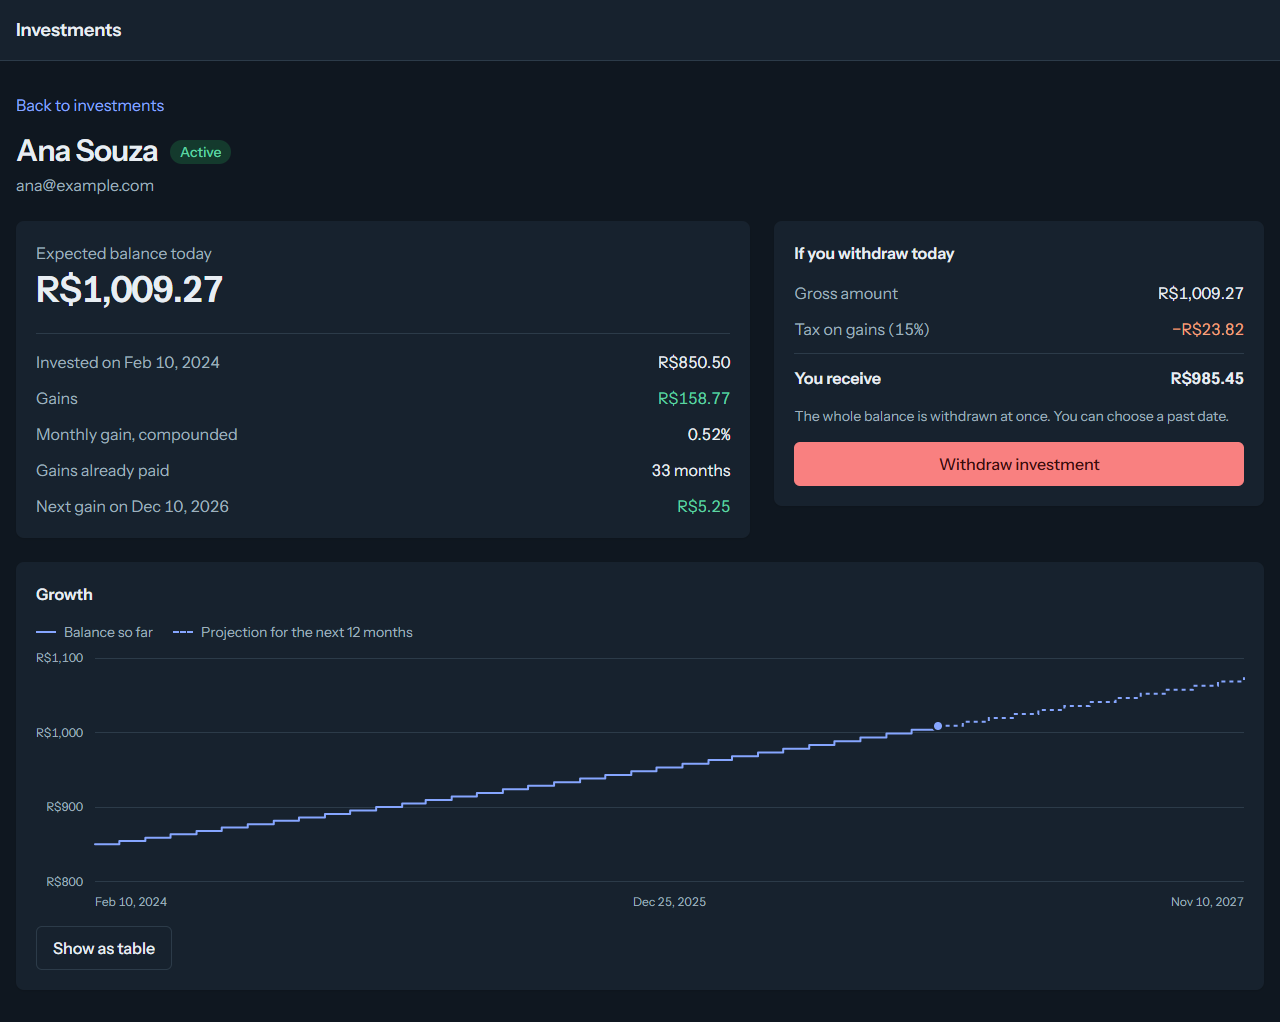 Investments
Back to investments
Ana Souza Active
ana@example.com
Expected balance today
R$1,009.27
Invested on Feb 10, 2024 R$850.50
Gains R$158.77
Monthly gain, compounded 0.52%
Gains already paid 33 months
Next gain on Dec 10, 2026 R$5.25
If you withdraw today
Gross amount R$1,009.27
Tax on gains (15%) −R$23.82
You receive R$985.45
The whole balance is withdrawn at once. You can choose a past date.
Withdraw investment
Growth
Balance so far Projection for the next 12 months
R$1,100
R$1,000
R$900
R$800
Feb 10, 2024 Dec 25, 2025 Nov 10, 2027
Show as table